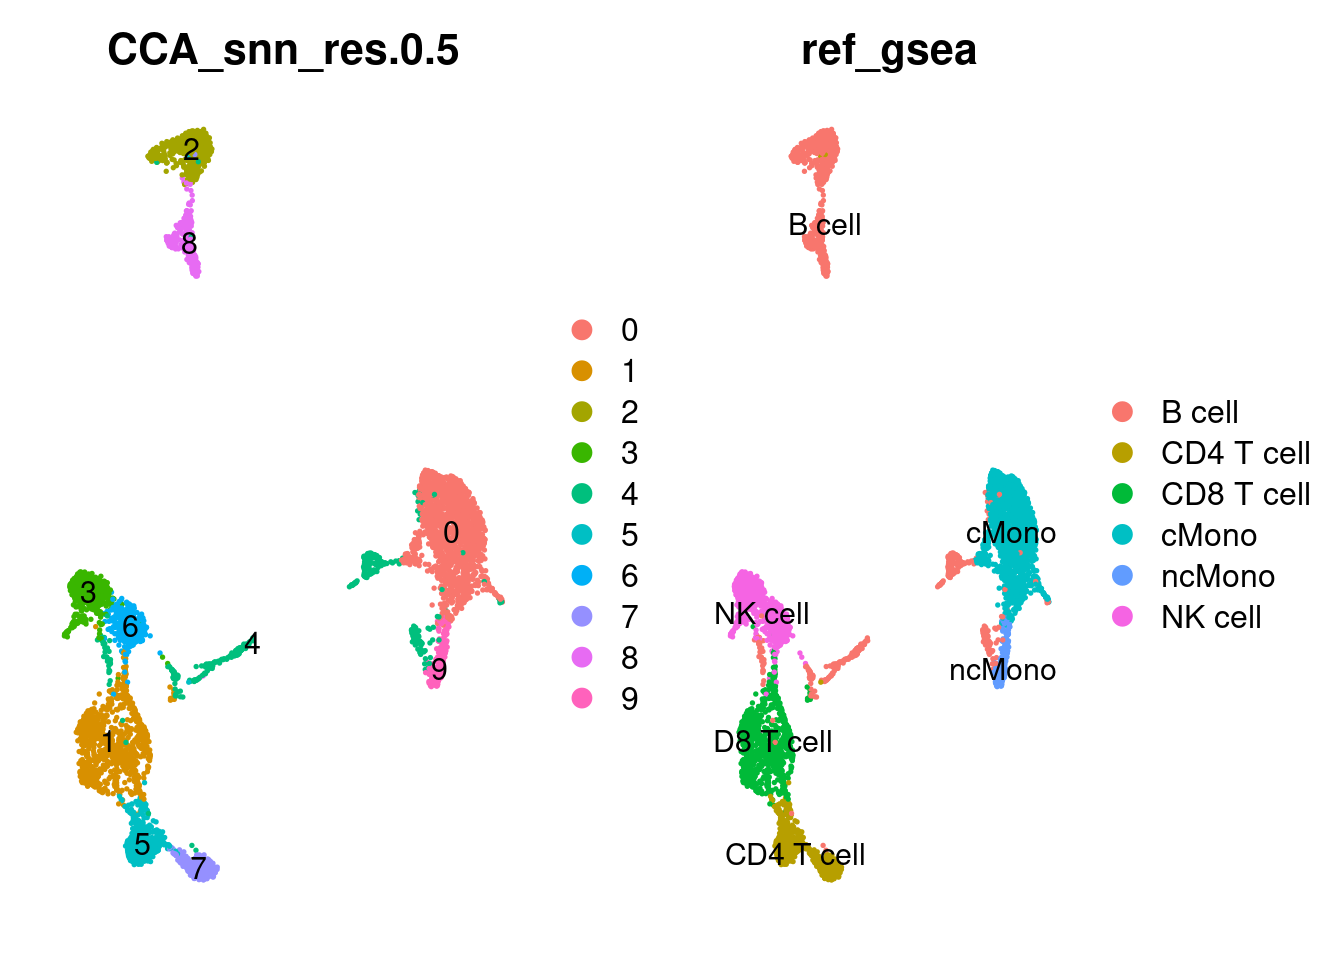 CCA_snn_res.0.5
ref_gsea
2
8
0
3
6
4
9
1
5
7
0
1
2
3
4
5
6
7
8
9
B cell
cMono
NK cell
ncMono
D8 T cell
CD4 T cell
B cell
CD4 T cell
CD8 T cell
cMono
ncMono
NK cell